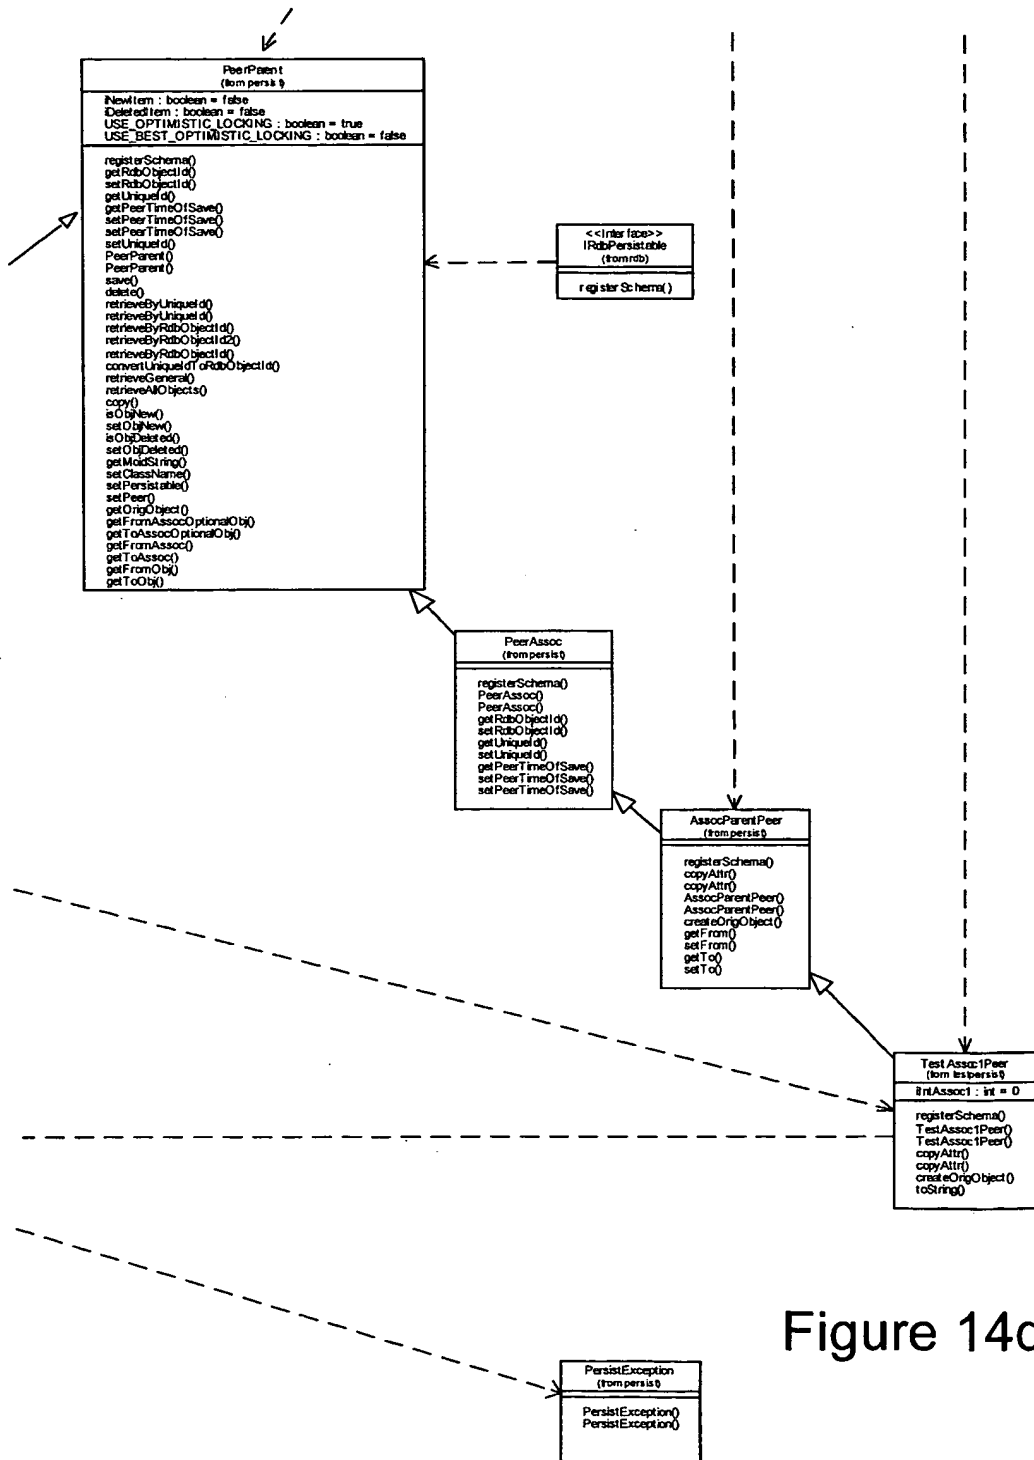 PeerParent
(from persist)
iNewItem : boolean = false
iDeletedItem : boolean = false
USE_OPTIMISTIC_LOCKING : boolean = true
USE_BEST_OPTIMISTIC_LOCKING : boolean = false
registerSchema()
getRdbObjectId()
setRdbObjectId()
getUniqueId()
getPeerTimeOfSave()
setPeerTimeOfSave()
setPeerTimeOfSave()
setUniqueId()
PeerParent()
PeerParent()
save()
delete()
retrieveByUniqueId()
retrieveByUniqueId()
retrieveByRdbObjectId()
retrieveByRdbObjectId2()
retrieveByRdbObjectId()
convertUniqueIdToRdbObjectId()
retrieveGeneral()
retrieveAllObjects()
copy()
isObjNew()
setObjNew()
isObjDeleted()
setObjDeleted()
getMoidString()
setClassName()
setPersistable()
setPeer()
getOrigObject()
getFromAssocOptionalObj()
getToAssocOptionalObj()
getFromAssoc()
getToAssoc()
getFromObj()
getToObj()
<<Interface>>
IRdbPersistable
(from rdb)
registerSchema()
PeerAssoc
(from persist)
registerSchema()
PeerAssoc()
PeerAssoc()
getRdbObjectId()
setRdbObjectId()
getUniqueId()
setUniqueId()
getPeerTimeOfSave()
setPeerTimeOfSave()
setPeerTimeOfSave()
AssocParentPeer
(from persist)
registerSchema()
copyAttr()
copyAttr()
AssocParentPeer()
AssocParentPeer()
createOrigObject()
getFrom()
setFrom()
getTo()
setTo()
TestAssoc1Peer
(from testpersist)
iIntAssoc1 : int = 0
registerSchema()
TestAssoc1Peer()
TestAssoc1Peer()
copyAttr()
copyAttr()
createOrigObject()
toString()
Figure 14d
PersistException
(from persist)
PersistException()
PersistException()